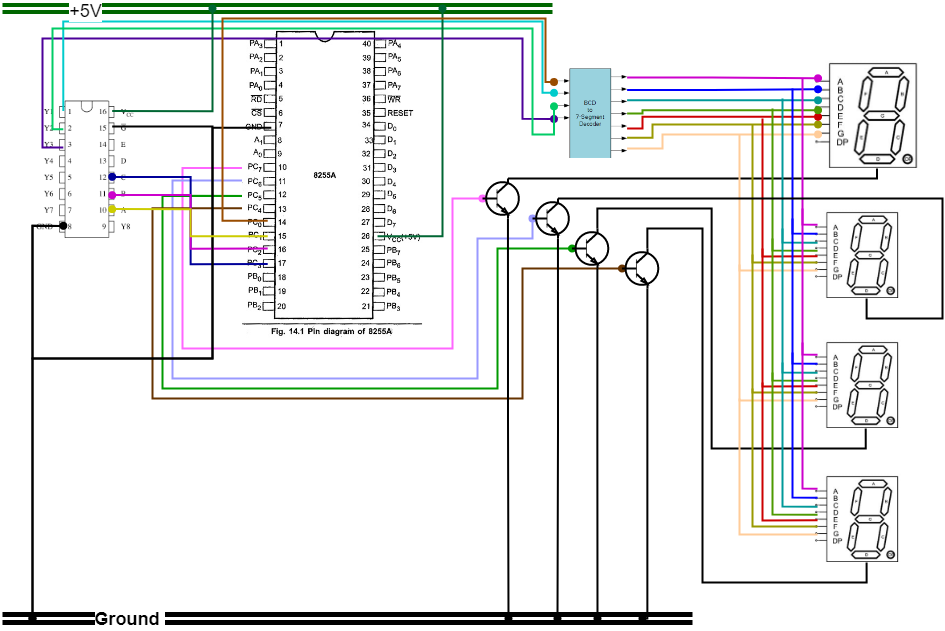 +5V
PA3 1 40 PA4
PA2 2 39 PA5
PA1 3 38 PA6
PA0 4 37 PA7
RD 5 36 WR
CS 6 35 RESET
GND 7 34 D0
A1 8 33 D1
A0 9 32 D2
PC7 10 31 D3
PC6 11 30 D4
PC5 12 29 D5
PC4 13 28 D6
PC0 14 27 D7
PC1 15 26 VCC(+5V)
PC2 16 25 PB7
PC3 17 24 PB6
PB0 18 23 PB5
PB1 19 22 PB4
PB2 20 21 PB3
8255A
Fig. 14.1 Pin diagram of 8255A
Y1 1 16 VCC
Y2 2 15 G
Y3 3 14 E
Y4 4 13 D
Y5 5 12 C
Y6 6 11 B
Y7 7 10 A
GND 8 9 Y8
BCD
to
7-Segment
Decoder
A
B
C
D
E
F
G
DP
A
B
C
D
E
F
G
DP
A
B
C
D
E
F
G
DP
A
B
C
D
E
F
G
DP
Ground